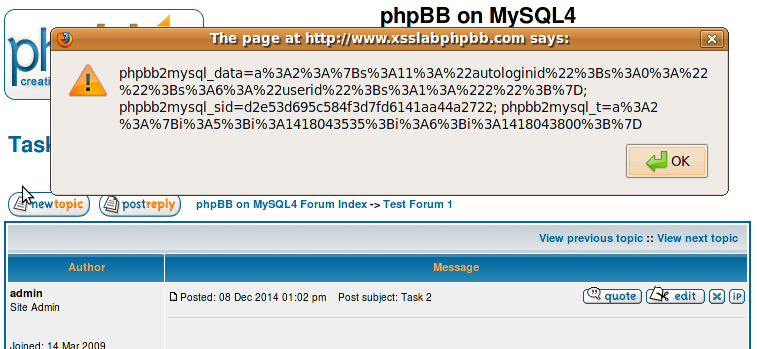 phpBB on MySQL4
The page at http://www.xsslabphpbb.com says:
phpbb2mysql_data=a%3A2%3A%7Bs%3A11%3A%22autologinid%22%3Bs%3A0%3A%22
%22%3Bs%3A6%3A%22userid%22%3Bs%3A1%3A%222%22%3B%7D;
phpbb2mysql_sid=d2e53d695c584f3d7fd6141aa44a2722; phpbb2mysql_t=a%3A2
%3A%7Bi%3A5%3Bi%3A1418043535%3Bi%3A6%3Bi%3A1418043800%3B%7D
OK
creati
Task
newtopic postreply phpBB on MySQL4 Forum Index -> Test Forum 1
View previous topic :: View next topic
Author Message
admin
Site Admin
Posted: 08 Dec 2014 01:02 pm Post subject: Task 2 quote edit X IP
Joined: 14 Mar 2009